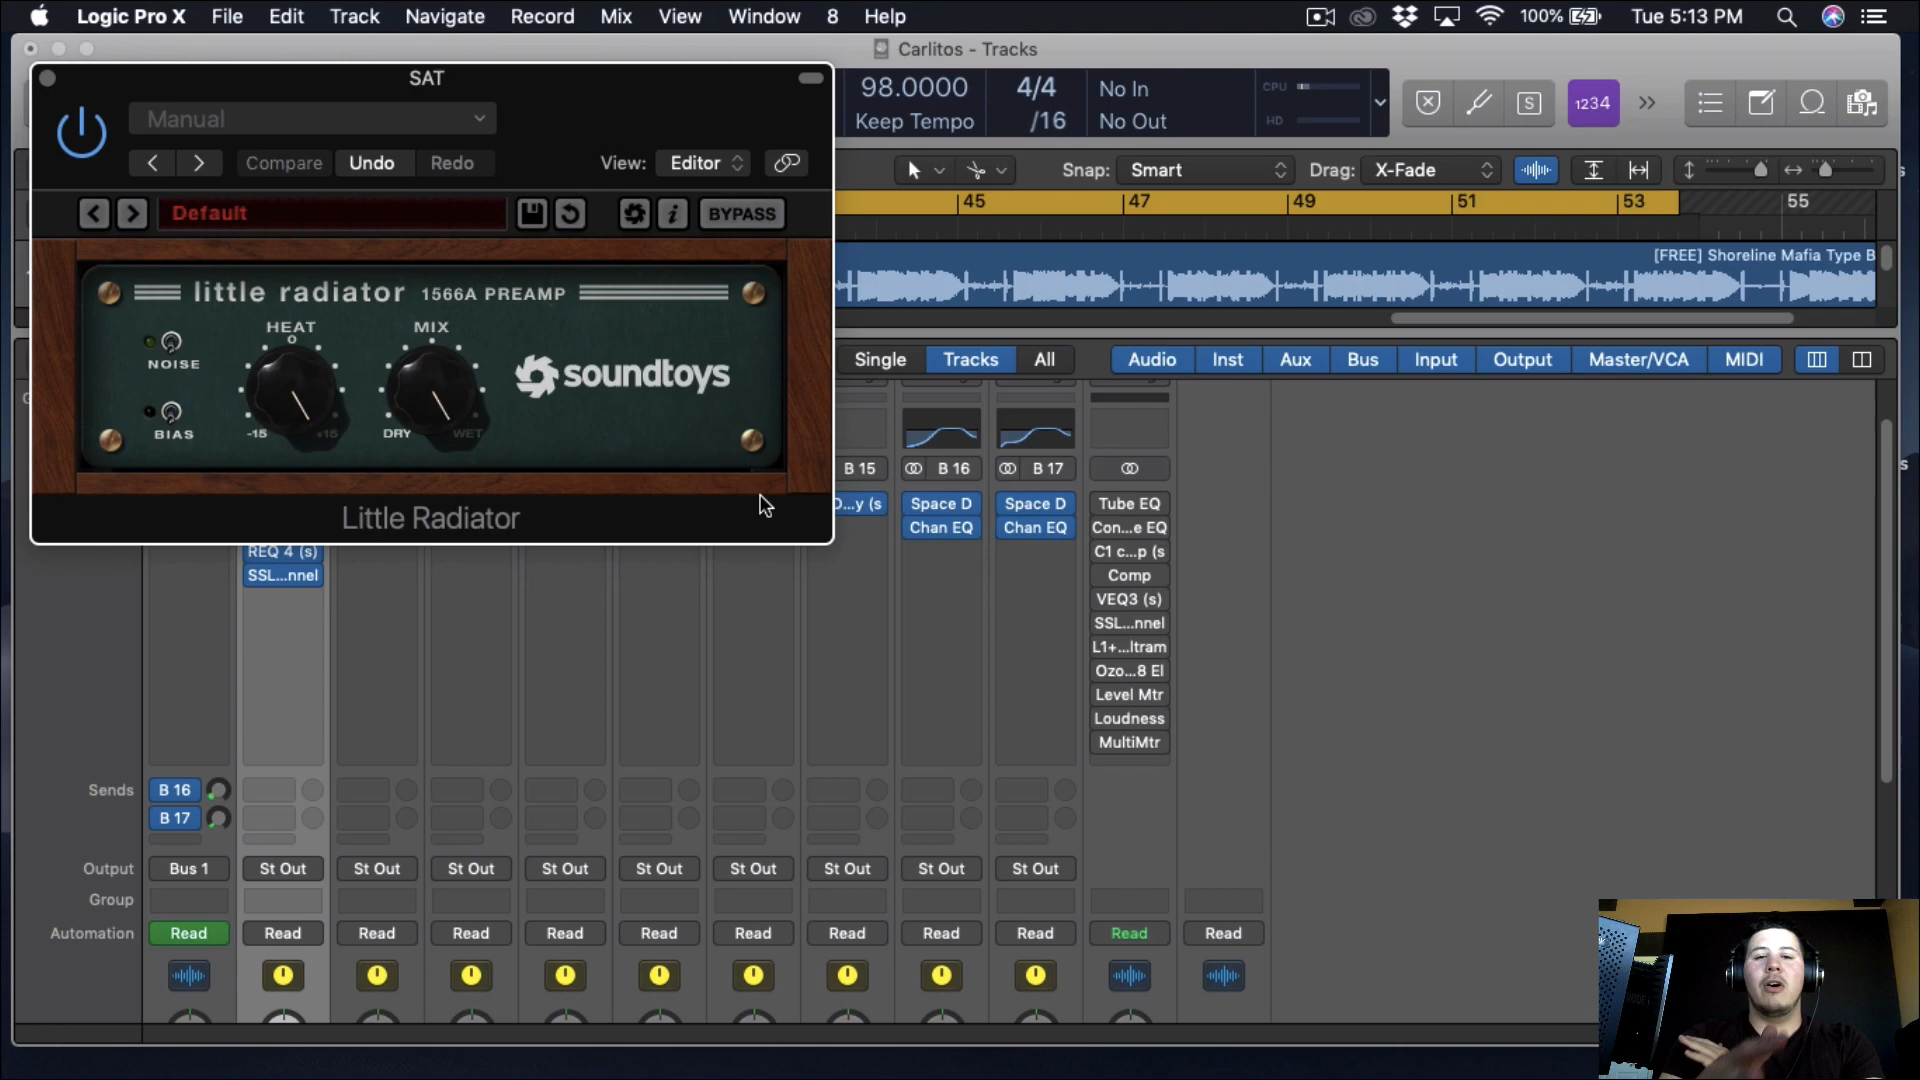 Logic Pro X File Edit Track Navigate Record Mix View Window 8 Help 100% Tue 5:13 PM
Carlitos - Tracks
SAT
98.0000 4/4 No In CPU
Keep Tempo /16 No Out HD
S 1234
Manual
Compare Undo Redo View: Editor
Snap: Smart Drag: X-Fade
Default i BYPASS
45 47 49 51 53 55
[FREE] Shoreline Mafia Type B
little radiator 1566A PREAMP
HEAT MIX
0
NOISE
soundtoys
BIAS -15 +15 DRY WET
Little Radiator
Single Tracks All Audio Inst Aux Bus Input Output Master/VCA MIDI
B 15 B 16 B 17
Space D Space D Tube EQ
Chan EQ Chan EQ Con...e EQ
REQ 4 (s) C1 c...p (s
SSL...nnel Comp
VEQ3 (s)
SSL...nnel
L1+...ltram
Ozo...8 El
Level Mtr
Loudness
MultiMtr
Sends B 16
B 17
Output Bus 1 St Out St Out St Out St Out St Out St Out St Out St Out St Out
Group
Automation Read Read Read Read Read Read Read Read Read Read Read Read